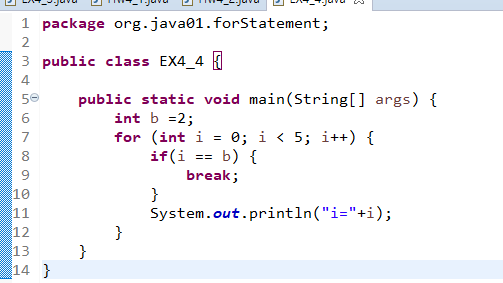 EX4_3.java HW4_1.java HW4_2.java EX4_4.java
1 package org.java01.forStatement;
2
3 public class EX4_4 {
4
5 public static void main(String[] args) {
6 int b =2;
7 for (int i = 0; i < 5; i++) {
8 if(i == b) {
9 break;
10 }
11 System.out.println("i="+i);
12 }
13 }
14 }